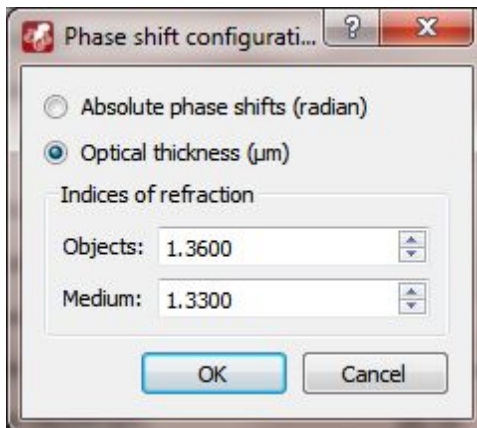 Phase shift configurati...
?
Absolute phase shifts (radian)
Optical thickness (µm)
Indices of refraction
Objects: 1.3600
Medium: 1.3300
OK Cancel